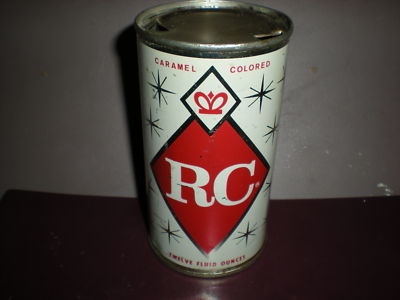 CARAMEL COLORED
RC
TWELVE FLUID OUNCES